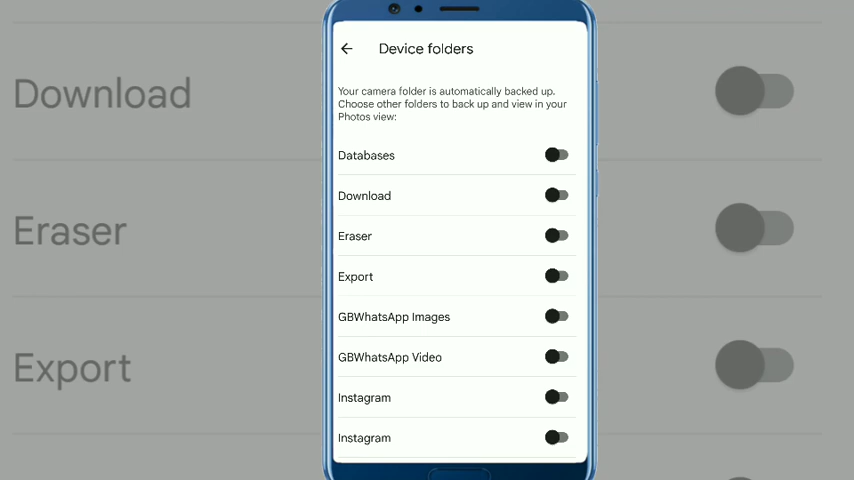 Device folders
Your camera folder is automatically backed up.
Choose other folders to back up and view in your
Photos view:
Databases
Download
Eraser
Export
GBWhatsApp Images
GBWhatsApp Video
Instagram
Instagram
Download
Eraser
Export